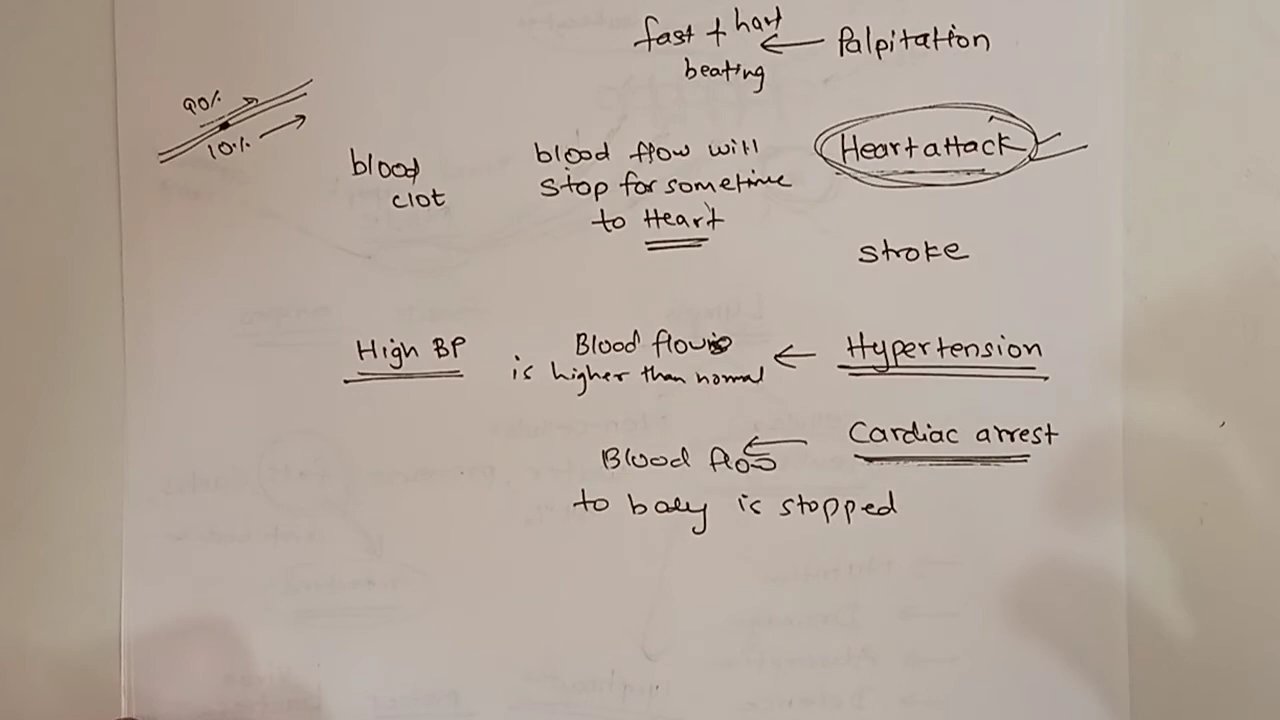 fast + hart ← Palpitation
beating
90%
10%
blood
clot
blood flow will
stop for sometime
to Heart
Heart attack
stroke
High BP
Blood flow
is higher than normal
← Hypertension
Cardiac arrest
Blood flow ←
to body is stopped